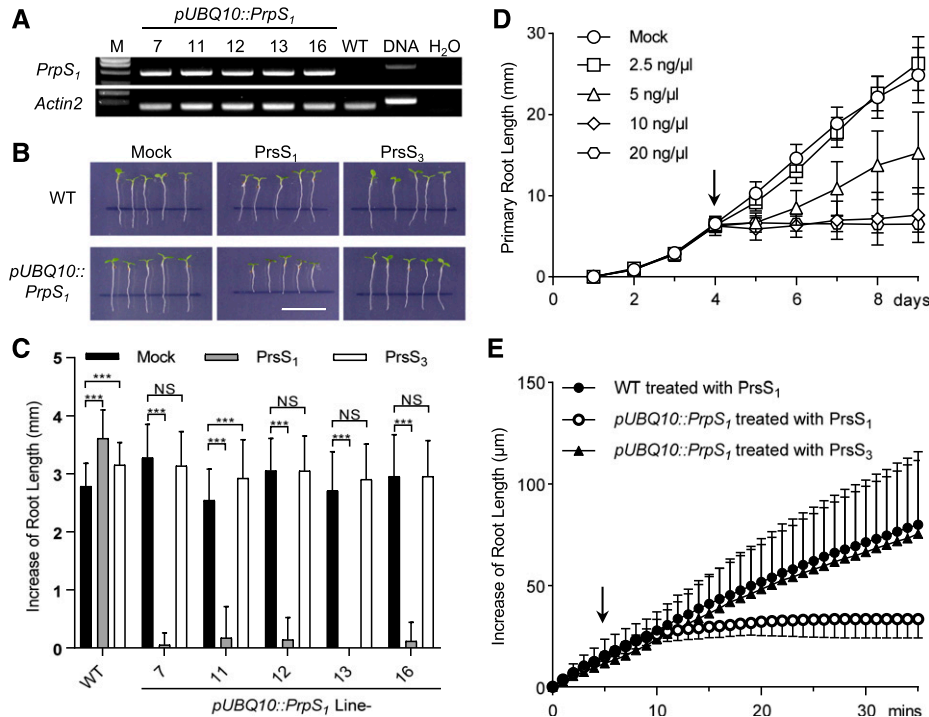 A
pUBQ10::PrpS1
M 7 11 12 13 16 WT DNA H2O
PrpS1
Actin2
B
Mock PrsS1 PrsS3
WT
pUBQ10::
PrpS1
C
Mock PrsS1 PrsS3
Increase of Root Length (mm)
5
4
3
2
1
0
*** *** NS *** *** *** NS *** NS *** NS ***
WT 7 11 12 13 16
pUBQ10::PrpS1 Line-
D
Mock
2.5 ng/µl
5 ng/µl
10 ng/µl
20 ng/µl
Primary Root Length (mm)
30
20
10
0
0 2 4 6 8 days
E
WT treated with PrsS1
pUBQ10::PrpS1 treated with PrsS1
pUBQ10::PrpS1 treated with PrsS3
Increase of Root Length (µm)
150
100
50
0
0 10 20 30 mins